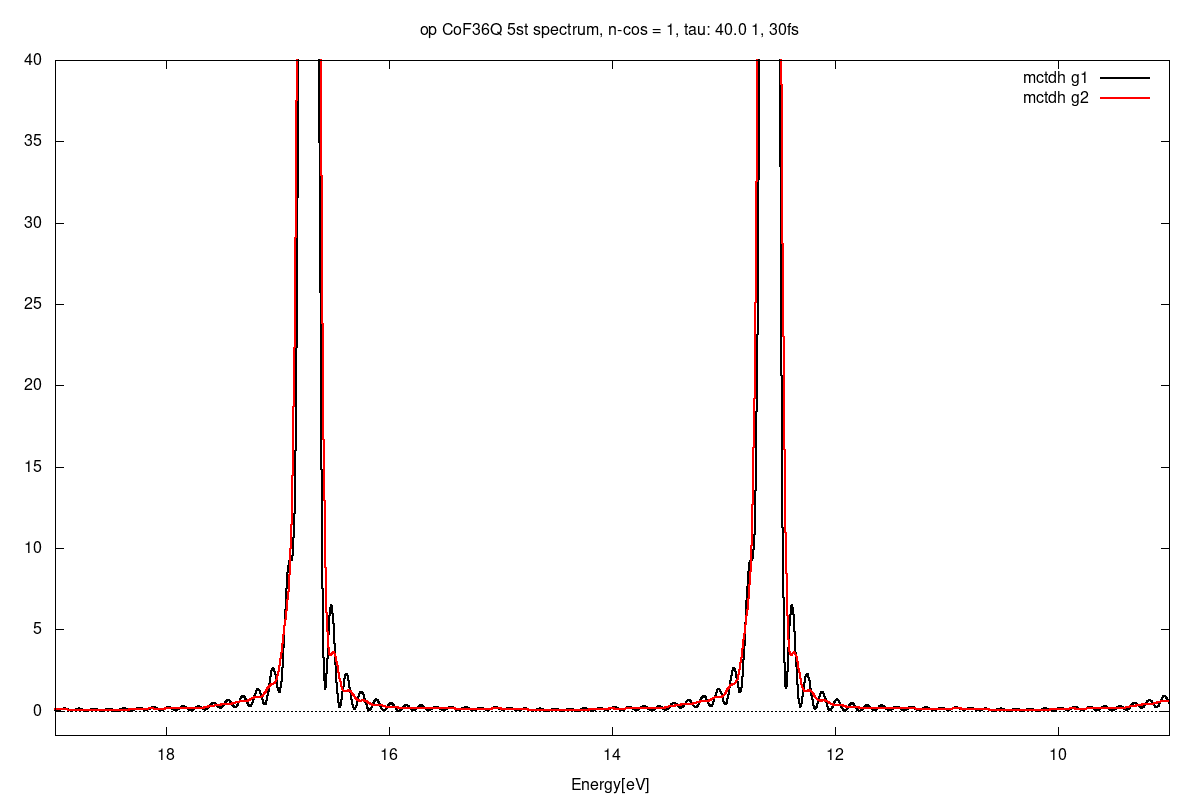 op CoF36Q 5st spectrum, n-cos = 1, tau: 40.0 1, 30fs
mctdh g1
mctdh g2
40
35
30
25
20
15
10
5
0
18 16 14 12 10
Energy[eV]